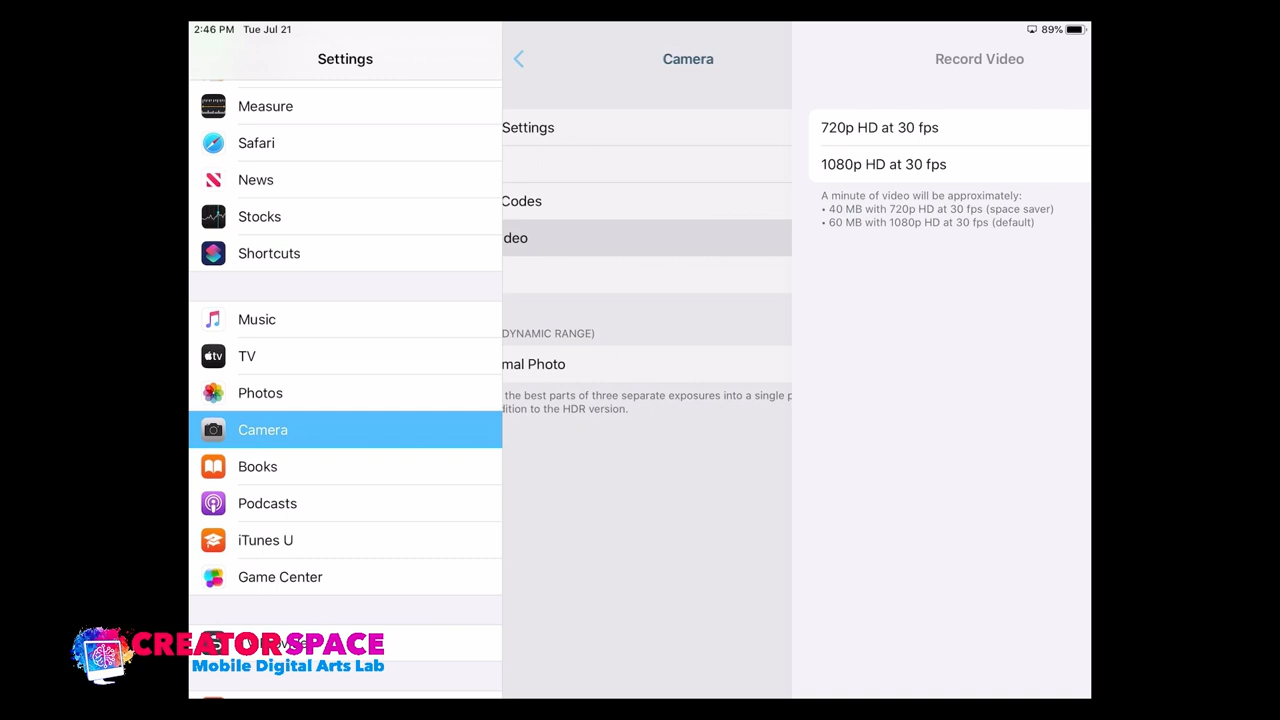 2:46 PM Tue Jul 21
89%
Settings
Measure
Safari
News
Stocks
Shortcuts
Music
tv
TV
Photos
Camera
Books
Podcasts
iTunes U
Game Center
Camera
Settings
Codes
deo
DYNAMIC RANGE)
mal Photo
the best parts of three separate exposures into a single p
dition to the HDR version.
Record Video
720p HD at 30 fps
1080p HD at 30 fps
A minute of video will be approximately:
• 40 MB with 720p HD at 30 fps (space saver)
• 60 MB with 1080p HD at 30 fps (default)
CREATORSPACE
Mobile Digital Arts Lab